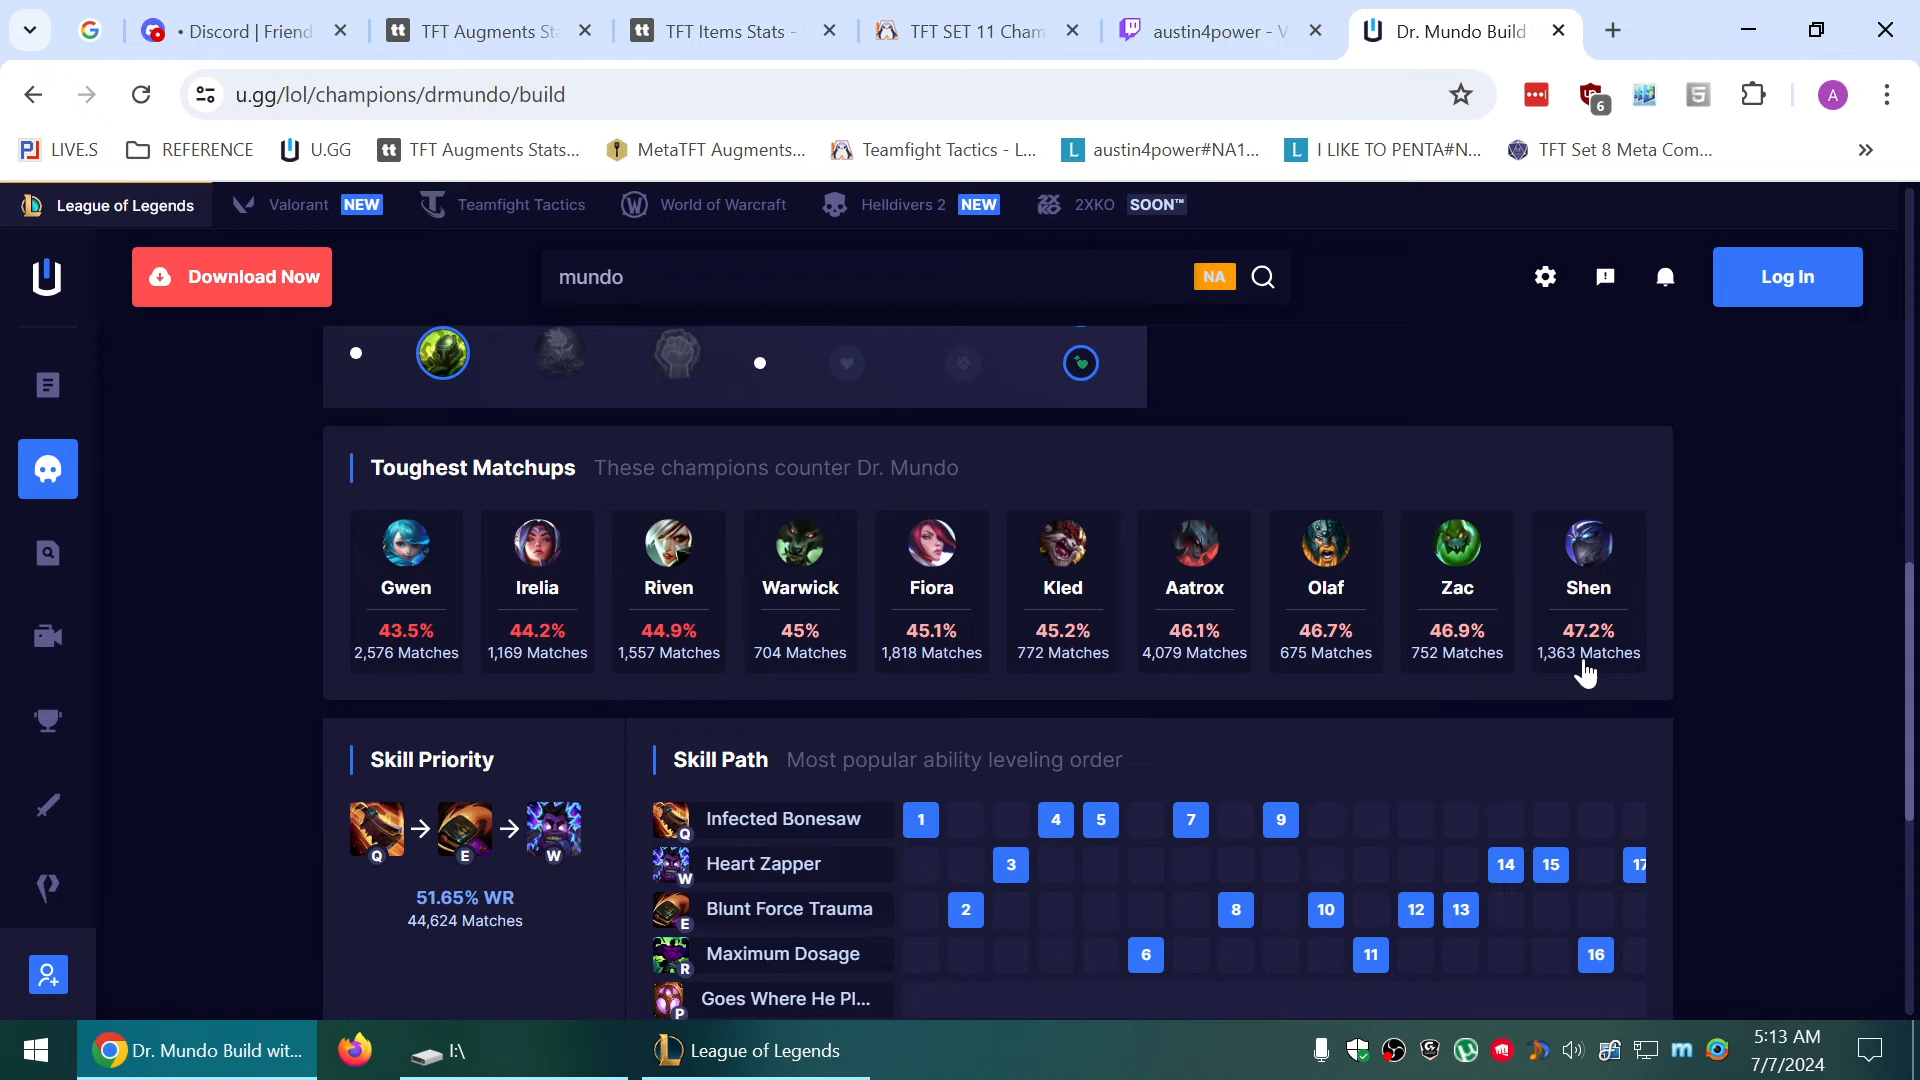 • Discord | Friend
TFT Augments St
TFT Items Stats -
TFT SET 11 Cham
austin4power - V
Dr. Mundo Build
u.gg/lol/champions/drmundo/build
6
A
LIVE.S
REFERENCE
U.GG
TFT Augments Stats...
MetaTFT Augments...
Teamfight Tactics - L...
austin4power#NA1...
I LIKE TO PENTA#N...
TFT Set 8 Meta Com...
League of Legends
Valorant NEW
Teamfight Tactics
World of Warcraft
Helldivers 2 NEW
2XKO SOON™
Download Now
mundo
NA
Log In
Toughest Matchups These champions counter Dr. Mundo
Gwen Irelia Riven Warwick Fiora Kled Aatrox Olaf Zac Shen
43.5% 44.2% 44.9% 45% 45.1% 45.2% 46.1% 46.7% 46.9% 47.2%
2,576 Matches 1,169 Matches 1,557 Matches 704 Matches 1,818 Matches 772 Matches 4,079 Matches 675 Matches 752 Matches 1,363 Matches
Skill Priority
Q E W
51.65% WR
44,624 Matches
Skill Path Most popular ability leveling order
Q Infected Bonesaw 1 4 5 7 9
W Heart Zapper 3 14 15 17
E Blunt Force Trauma 2 8 10 12 13
R Maximum Dosage 6 11 16
P Goes Where He Pl...
Dr. Mundo Build wit...
I:\
League of Legends
5:13 AM
7/7/2024